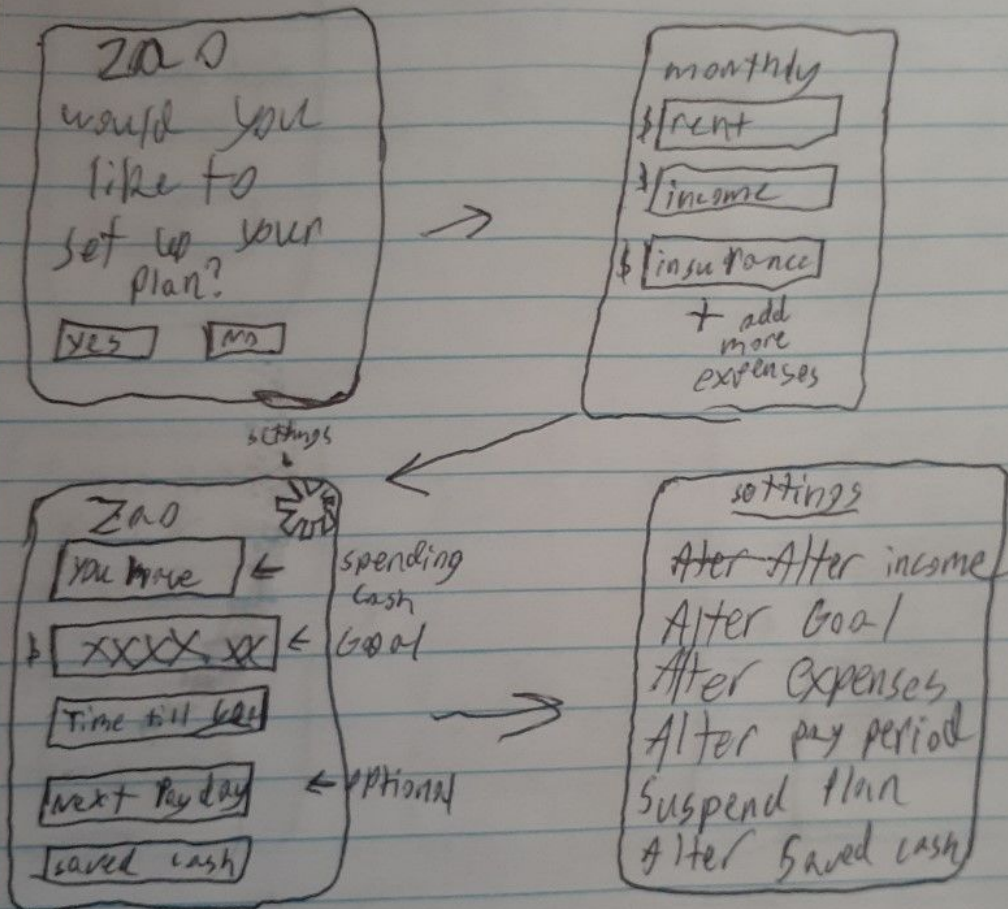 Zao
would you
like to
set up your
plan?
yes
No
monthly
$ rent
$ income
$ insurance
+ add
more
expenses
settings
Zao
You have
spending
cash
$ XXXX.XX
Goal
Time till
Next Payday
optional
saved cash
settings
Alter income
Alter Goal
Alter expenses
Alter pay period
Suspend Plan
Alter Saved cash